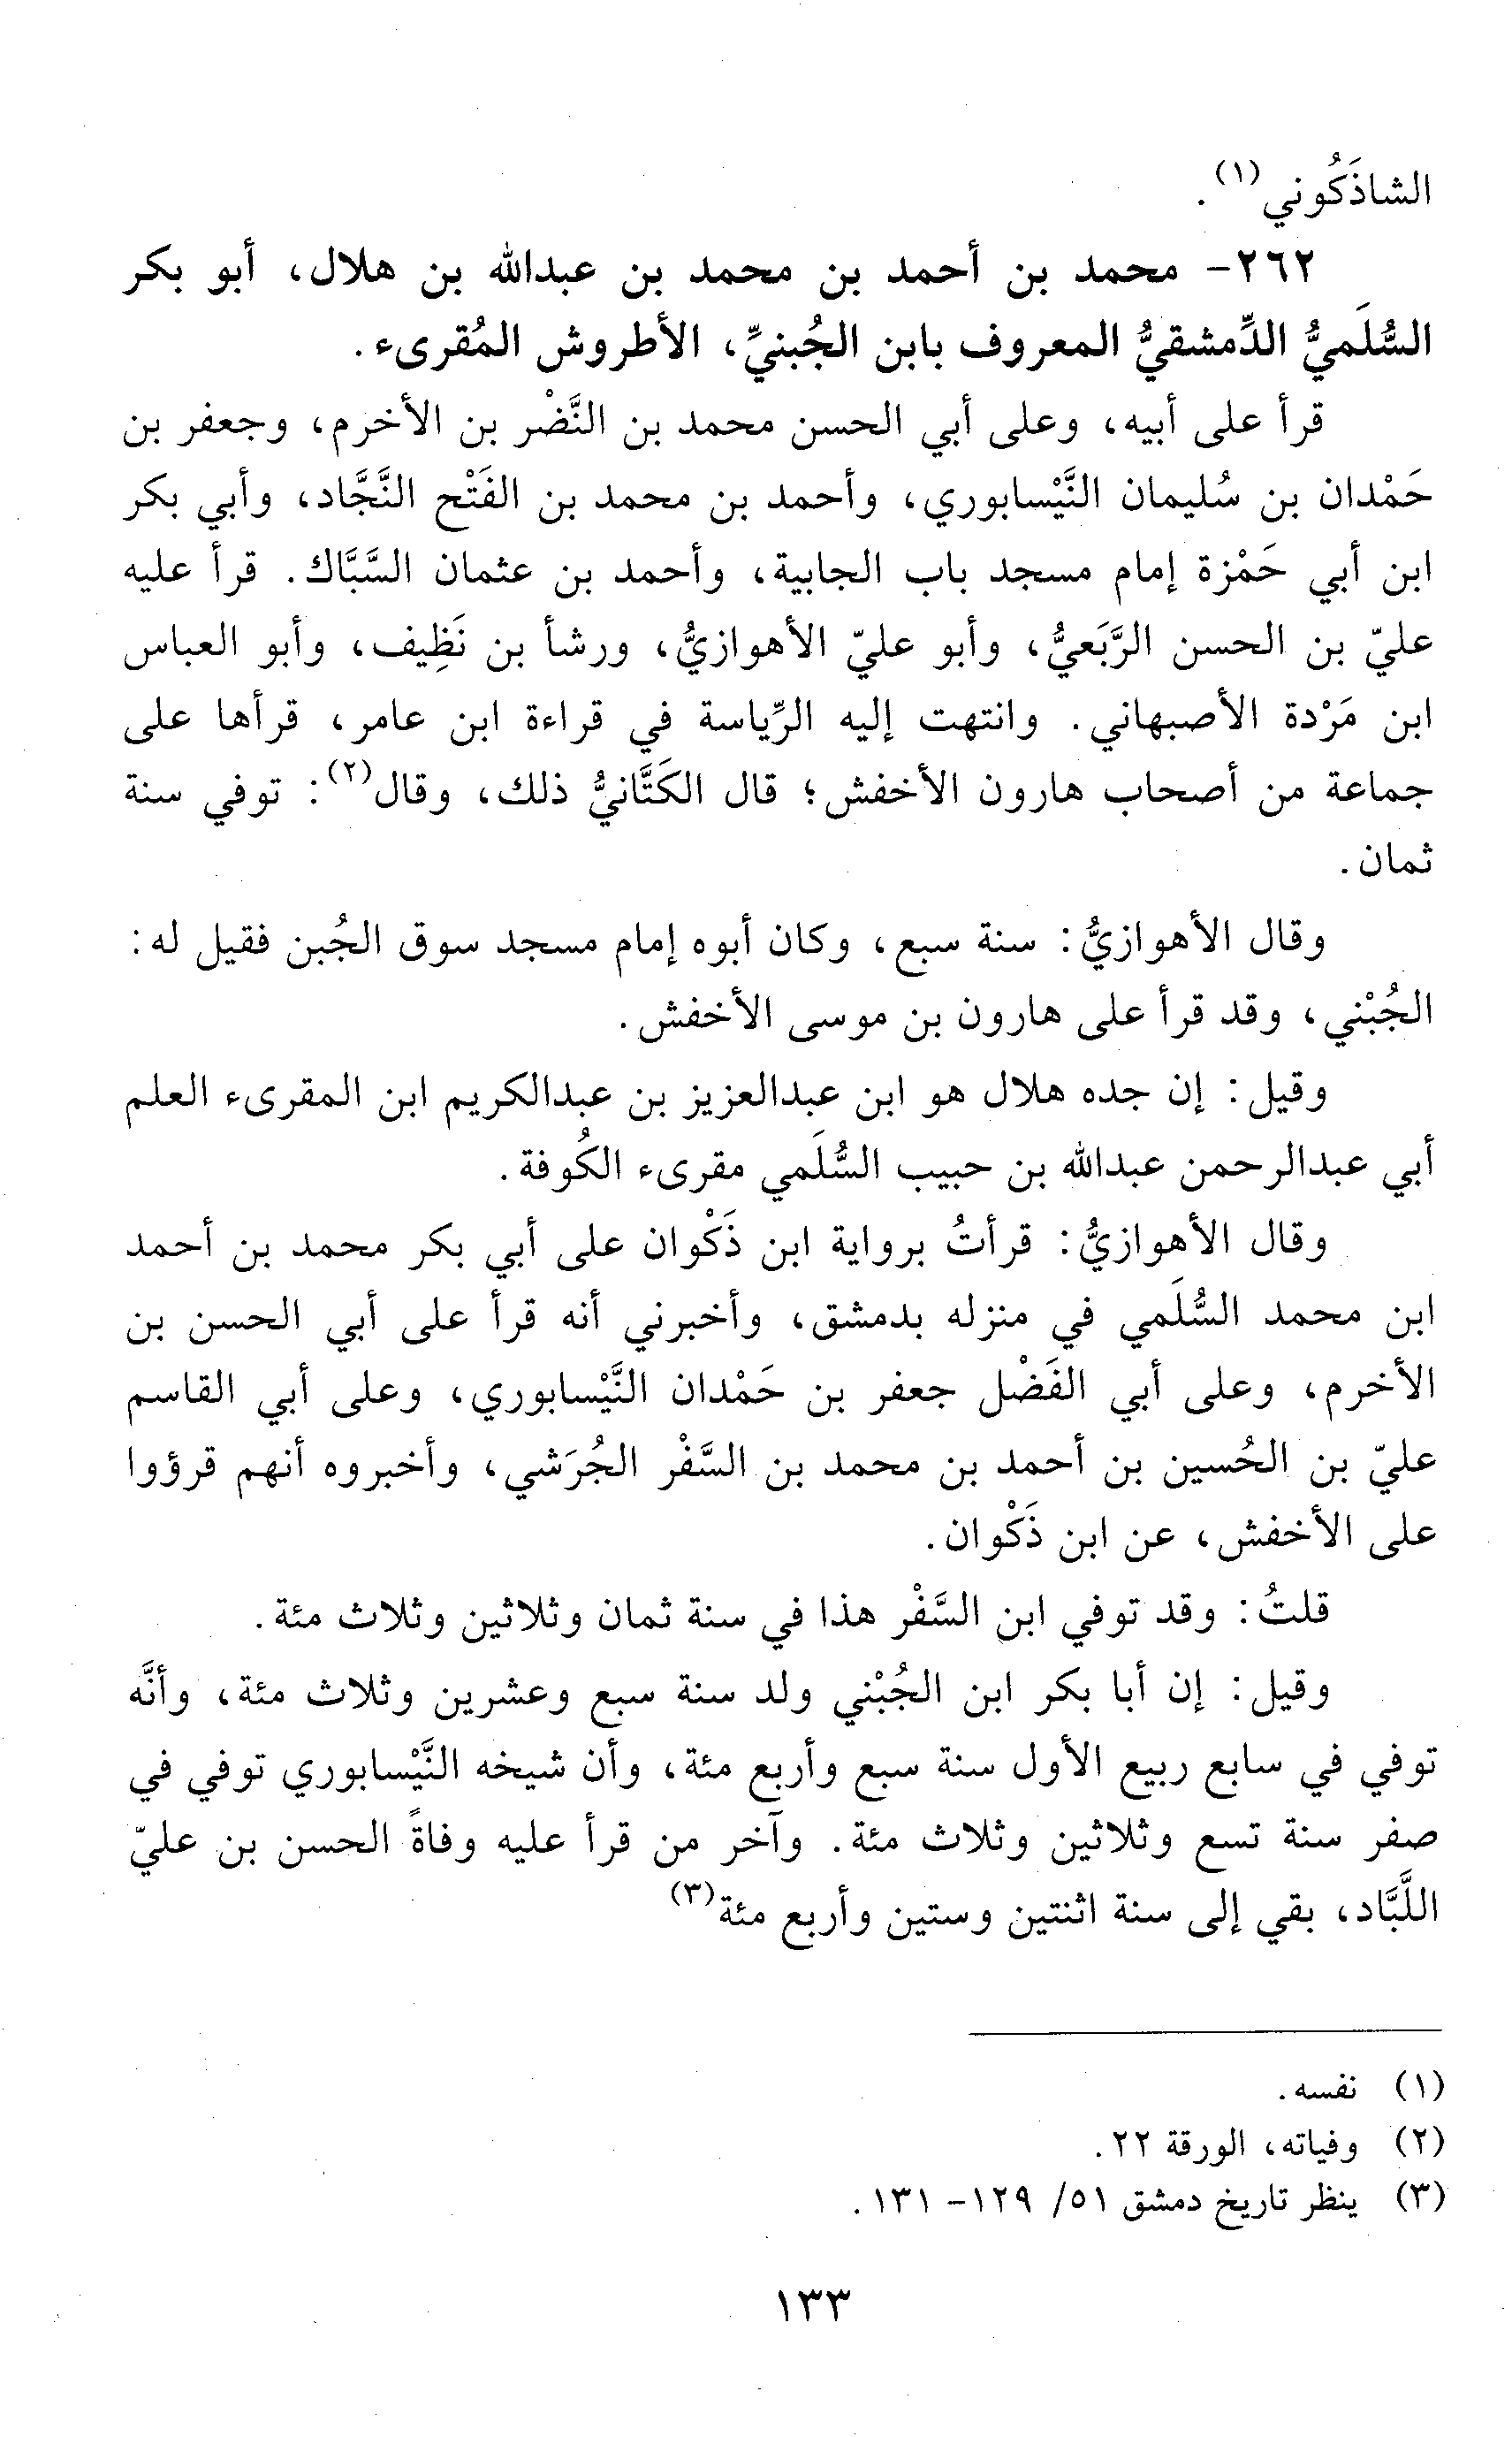 الشاذَكُوني(١).
٢٦٢- محمد بن أحمد بن محمد بن عبدالله بن هلال، أبو بكر
السُّلَميُّ الدِّمشقيُّ المعروف بابن الجُبنيِّ، الأطروش المُقرىء.
قرأ على أبيه، وعلى أبي الحسن محمد بن النَّضْر بن الأخرم، وجعفر بن
حَمْدان بن سُليمان النَّيْسابوري، وأحمد بن محمد بن الفَتْح النَّجَّاد، وأبي بكر
ابن أبي حَمْزة إمام مسجد باب الجابية، وأحمد بن عثمان السَّبَّاك. قرأ عليه
عليّ بن الحسن الرَّبَعيُّ، وأبو عليّ الأهوازيُّ، ورشأ بن نَظِيف، وأبو العباس
ابن مَرْدة الأصبهاني. وانتهت إليه الرِّياسة في قراءة ابن عامر، قرأها على
جماعة من أصحاب هارون الأخفش؛ قال الكَتَّانيُّ ذلك، وقال(٢): توفي سنة
ثمان.
وقال الأهوازيُّ: سنة سبع، وكان أبوه إمام مسجد سوق الجُبن فقيل له:
الجُبْني، وقد قرأ على هارون بن موسى الأخفش.
وقيل: إن جده هلال هو ابن عبدالعزيز بن عبدالكريم ابن المقرىء العلم
أبي عبدالرحمن عبدالله بن حبيب السُّلَمي مقرىء الكُوفة.
وقال الأهوازيُّ: قرأتُ برواية ابن ذَكْوان على أبي بكر محمد بن أحمد
ابن محمد السُّلَمي في منزله بدمشق، وأخبرني أنه قرأ على أبي الحسن بن
الأخرم، وعلى أبي الفَضْل جعفر بن حَمْدان النَّيْسابوري، وعلى أبي القاسم
عليّ بن الحُسين بن أحمد بن محمد بن السَّفْر الجُرَشي، وأخبروه أنهم قرؤوا
على الأخفش، عن ابن ذَكْوان.
قلتُ: وقد توفي ابن السَّفْر هذا في سنة ثمان وثلاثين وثلاث مئة.
وقيل: إن أبا بكر ابن الجُبْني ولد سنة سبع وعشرين وثلاث مئة، وأنَّه
توفي في سابع ربيع الأول سنة سبع وأربع مئة، وأن شيخه النَّيْسابوري توفي في
صفر سنة تسع وثلاثين وثلاث مئة. وآخر من قرأ عليه وفاةً الحسن بن عليّ
اللَّبَّاد، بقي إلى سنة اثنتين وستين وأربع مئة(٣)
(١) نفسه.
(٢) وفياته، الورقة ٢٢.
(٣) ينظر تاريخ دمشق ٥١/ ١٢٩- ١٣١.
١٣٣